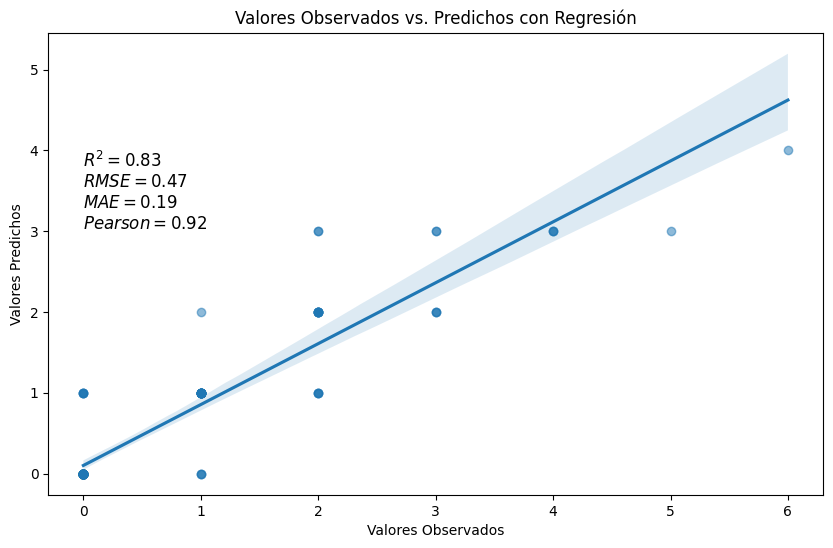 Valores Observados vs. Predichos con Regresión
5
4
3
2
1
0
Valores Predichos
R² = 0.83
RMSE = 0.47
MAE = 0.19
Pearson = 0.92
0 1 2 3 4 5 6
Valores Observados